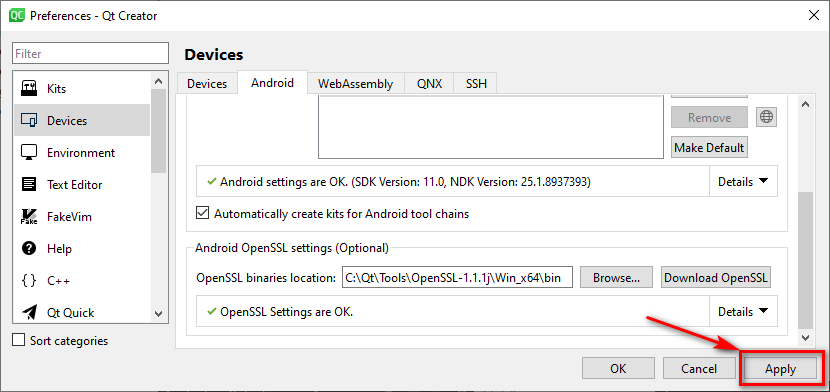 QC Preferences - Qt Creator
Filter
Kits
Devices
Environment
Text Editor
FakeVim
Help
C++
Qt Quick
Sort categories
Devices
Devices Android WebAssembly QNX SSH
Remove
Make Default
Android settings are OK. (SDK Version: 11.0, NDK Version: 25.1.8937393) Details
Automatically create kits for Android tool chains
Android OpenSSL settings (Optional)
OpenSSL binaries location: C:\Qt\Tools\OpenSSL-1.1.1j\Win_x64\bin Browse... Download OpenSSL
OpenSSL Settings are OK. Details
OK Cancel Apply